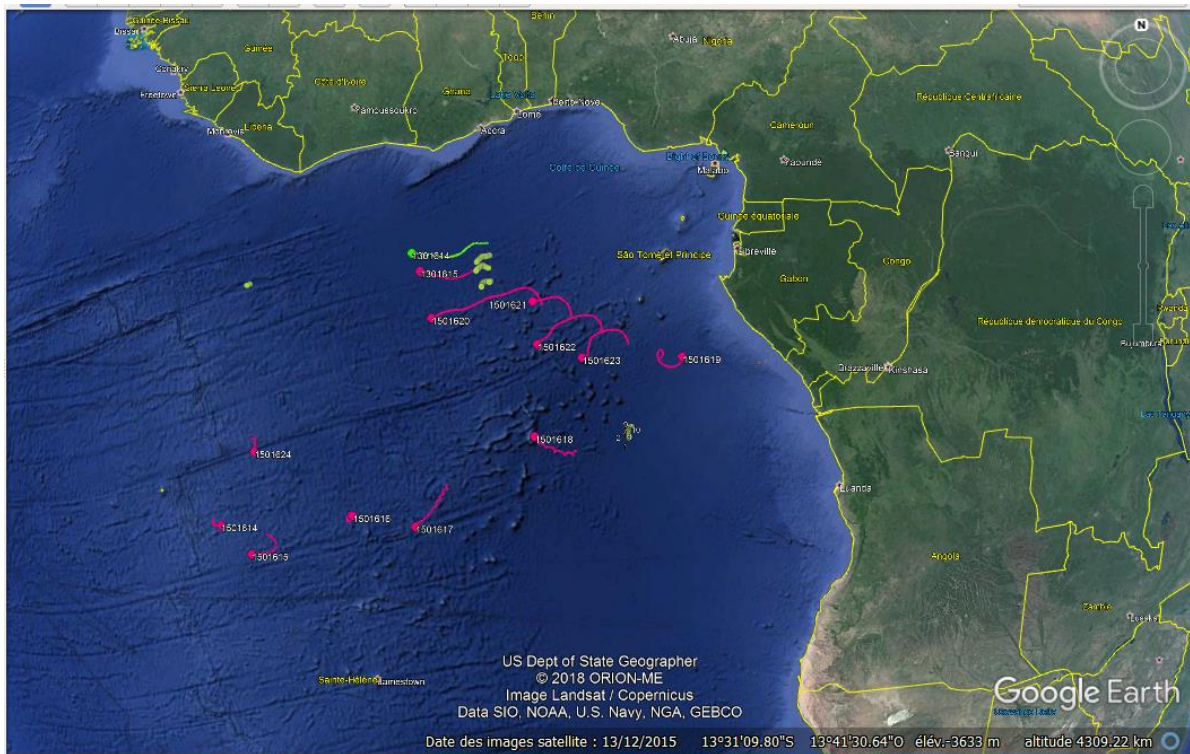 Bénin
Guinée-Bissau
Bissau
Guinée
Togo
Abuja
Nigeria
Conakry
Sierra Leone
Freetown
Côte d'Ivoire
Yamoussoukro
Ghana
Lomé
Porto-Novo
République Centrafricaine
Monrovia
Liberia
Accra
Cameroun
Bangui
Golfe de Guinée
Yaoundé
Malabo
Guinée équatoriale
1301614
São Tomé et Príncipe
Libreville
1301615
Gabon
Congo
1501621
1501620
République démocratique du Congo
1501622
1501623
1501619
Brazzaville
Kinshasa
Bujumbura
1501618
1501624
Luanda
1501614
1501616
1501617
1501615
Angola
Zambie
Lusaka
US Dept of State Geographer
© 2018 ORION-ME
Image Landsat / Copernicus
Data SIO, NOAA, U.S. Navy, NGA, GEBCO
Sainte-Hélène
Jamestown
Google Earth
Date des images satellite : 13/12/2015 13°31'09.80"S 13°41'30.64"O élév.-3633 m altitude 4309.22 km
N